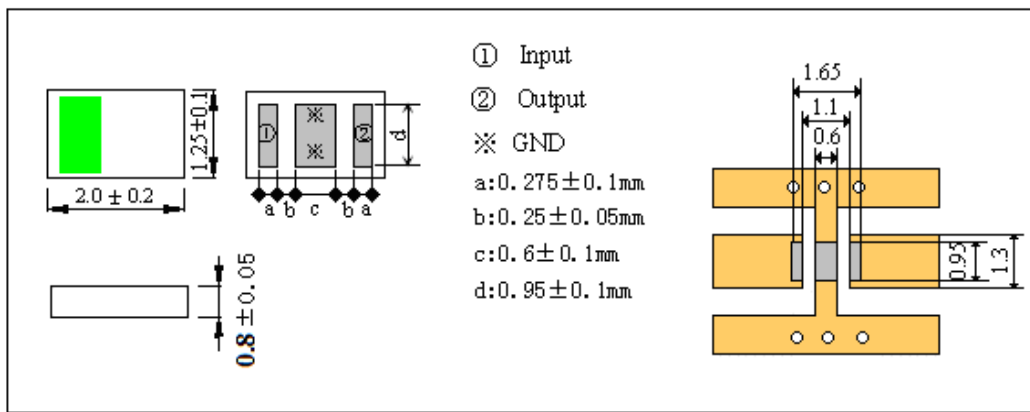 ① Input
② Output
※ GND
a:0.275±0.1mm
b:0.25±0.05mm
c:0.6±0.1mm
d:0.95±0.1mm
1.25±0.1
2.0 ± 0.2
① ※ ※ ②
d
a b c b a
0.8 ±0.05
1.65
1.1
0.6
0.95
1.3